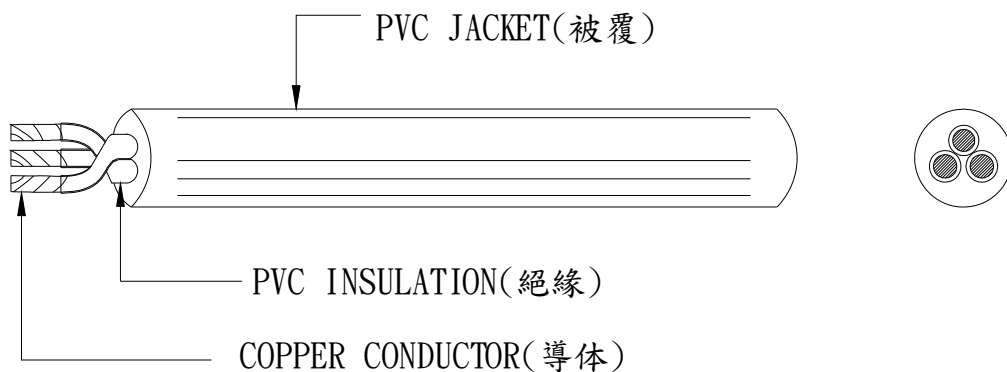 PVC JACKET(被覆)
PVC INSULATION(絕緣)
COPPER CONDUCTOR(導体)